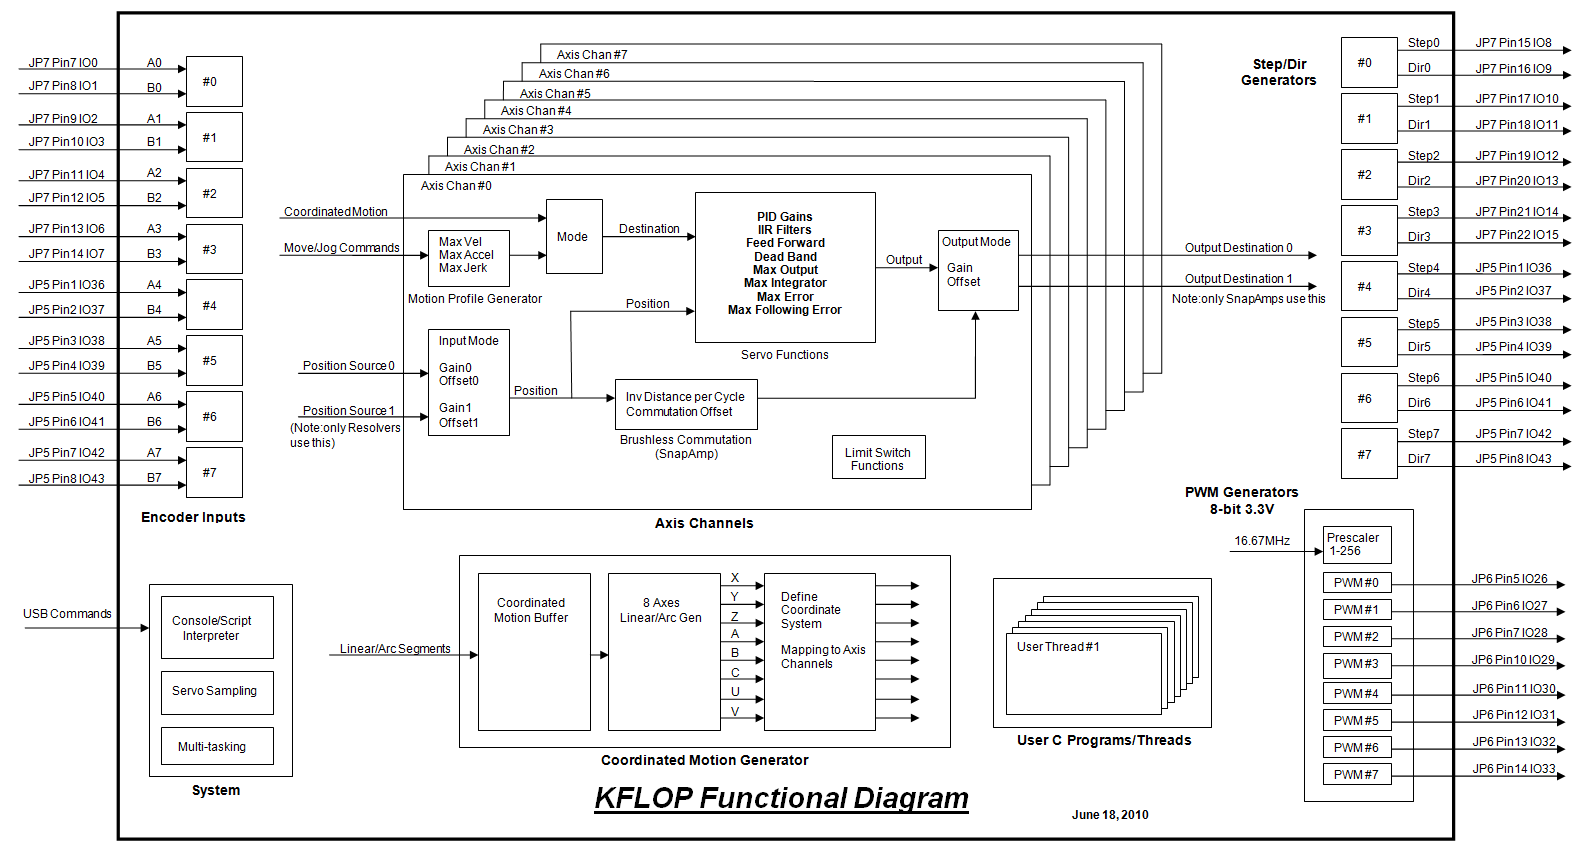 JP7 Pin7 IO0
A0
JP7 Pin8 IO1
B0
#0
JP7 Pin9 IO2
A1
JP7 Pin10 IO3
B1
#1
JP7 Pin11 IO4
A2
JP7 Pin12 IO5
B2
#2
JP7 Pin13 IO6
A3
JP7 Pin14 IO7
B3
#3
JP5 Pin1 IO36
A4
JP5 Pin2 IO37
B4
#4
JP5 Pin3 IO38
A5
JP5 Pin4 IO39
B5
#5
JP5 Pin5 IO40
A6
JP5 Pin6 IO41
B6
#6
JP5 Pin7 IO42
A7
JP5 Pin8 IO43
B7
#7
Encoder Inputs
Axis Chan #7
Axis Chan #6
Axis Chan #5
Axis Chan #4
Axis Chan #3
Axis Chan #2
Axis Chan #1
Axis Chan #0
Coordinated Motion
Move/Jog Commands
Max Vel
Max Accel
Max Jerk
Motion Profile Generator
Mode
Destination
Position
PID Gains
IIR Filters
Feed Forward
Dead Band
Max Output
Max Integrator
Max Error
Max Following Error
Servo Functions
Output
Output Mode
Gain
Offset
Output Destination 0
Output Destination 1
Note:only SnapAmps use this
Position Source 0
Position Source 1
(Note:only Resolvers
use this)
Input Mode
Gain0
Offset0
Gain1
Offset1
Position
Inv Distance per Cycle
Commutation Offset
Brushless Commutation
(SnapAmp)
Limit Switch
Functions
Axis Channels
Step/Dir
Generators
#0
Step0
JP7 Pin15 IO8
Dir0
JP7 Pin16 IO9
#1
Step1
JP7 Pin17 IO10
Dir1
JP7 Pin18 IO11
#2
Step2
JP7 Pin19 IO12
Dir2
JP7 Pin20 IO13
#3
Step3
JP7 Pin21 IO14
Dir3
JP7 Pin22 IO15
#4
Step4
JP5 Pin1 IO36
Dir4
JP5 Pin2 IO37
#5
Step5
JP5 Pin3 IO38
Dir5
JP5 Pin4 IO39
#6
Step6
JP5 Pin5 IO40
Dir6
JP5 Pin6 IO41
#7
Step7
JP5 Pin7 IO42
Dir7
JP5 Pin8 IO43
PWM Generators
8-bit 3.3V
16.67MHz
Prescaler
1-256
PWM #0
JP6 Pin5 IO26
PWM #1
JP6 Pin6 IO27
PWM #2
JP6 Pin7 IO28
PWM #3
JP6 Pin10 IO29
PWM #4
JP6 Pin11 IO30
PWM #5
JP6 Pin12 IO31
PWM #6
JP6 Pin13 IO32
PWM #7
JP6 Pin14 IO33
USB Commands
Console/Script
Interpreter
Servo Sampling
Multi-tasking
System
Linear/Arc Segments
Coordinated
Motion Buffer
8 Axes
Linear/Arc Gen
X
Y
Z
A
B
C
U
V
Define
Coordinate
System
Mapping to Axis
Channels
Coordinated Motion Generator
User Thread #1
User C Programs/Threads
KFLOP Functional Diagram
June 18, 2010